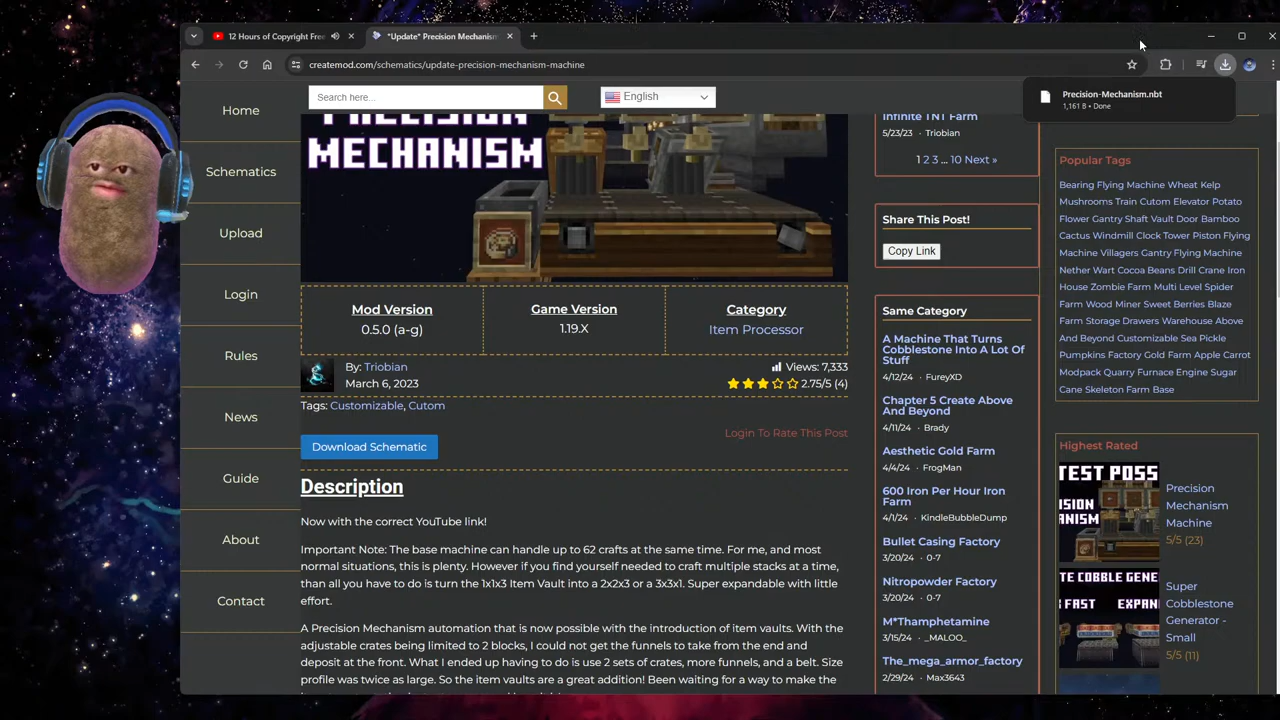 12 Hours of Copyright Free
*Update* Precision Mechanism
createmod.com/schematics/update-precision-mechanism-machine
Precision-Mechanism.nbt
1,161 B • Done
Home
Schematics
Upload
Login
Rules
News
Guide
About
Contact
Search here...
English
PRECISION
MECHANISM
Mod Version
0.5.0 (a-g)
Game Version
1.19.X
Category
Item Processor
By: Triobian
March 6, 2023
Views: 7,333
2.75/5 (4)
Tags: Customizable, Cutom
Login To Rate This Post
Download Schematic
Description
Now with the correct YouTube link!
Important Note: The base machine can handle up to 62 crafts at the same time. For me, and most
normal situations, this is plenty. However if you find yourself needed to craft multiple stacks at a time,
than all you have to do is turn the 1x1x3 Item Vault into a 2x2x3 or a 3x3x1. Super expandable with little
effort.
A Precision Mechanism automation that is now possible with the introduction of item vaults. With the
adjustable crates being limited to 2 blocks, I could not get the funnels to take from the end and
deposit at the front. What I ended up having to do is use 2 sets of crates, more funnels, and a belt. Size
profile was twice as large. So the item vaults are a great addition! Been waiting for a way to make the
Infinite TNT Farm
5/23/23 • Triobian
1 2 3 ... 10 Next »
Share This Post!
Copy Link
Same Category
A Machine That Turns
Cobblestone Into A Lot Of
Stuff
4/12/24 • FureyXD
Chapter 5 Create Above
And Beyond
4/11/24 • Brady
Aesthetic Gold Farm
4/4/24 • FrogMan
600 Iron Per Hour Iron
Farm
4/1/24 • KindleBubbleDump
Bullet Casing Factory
3/20/24 • 0-7
Nitropowder Factory
3/20/24 • 0-7
M*Thamphetamine
3/15/24 • _MALOO_
The_mega_armor_factory
2/29/24 • Max3643
Popular Tags
Bearing Flying Machine Wheat Kelp
Mushrooms Train Cutom Elevator Potato
Flower Gantry Shaft Vault Door Bamboo
Cactus Windmill Clock Tower Piston Flying
Machine Villagers Gantry Flying Machine
Nether Wart Cocoa Beans Drill Crane Iron
House Zombie Farm Multi Level Spider
Farm Wood Miner Sweet Berries Blaze
Farm Storage Drawers Warehouse Above
And Beyond Customizable Sea Pickle
Pumpkins Factory Gold Farm Apple Carrot
Modpack Quarry Furnace Engine Sugar
Cane Skeleton Farm Base
Highest Rated
TEST POSS
Precision
Mechanism
Machine
5/5 (23)
Super
Cobblestone
Generator -
Small
5/5 (11)